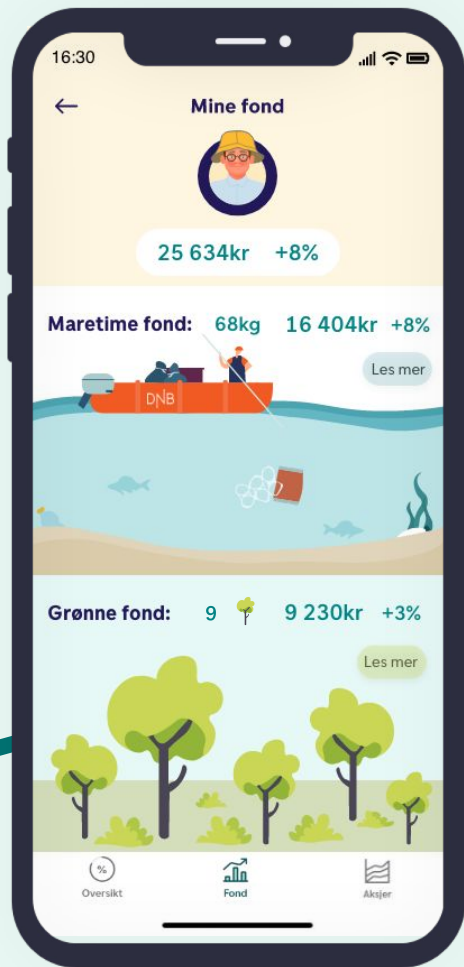 16:30
Mine fond
25 634kr +8%
Maretime fond: 68kg 16 404kr +8%
Les mer
DNB
Grønne fond: 9 9 230kr +3%
Les mer
%
Oversikt Fond Aksjer